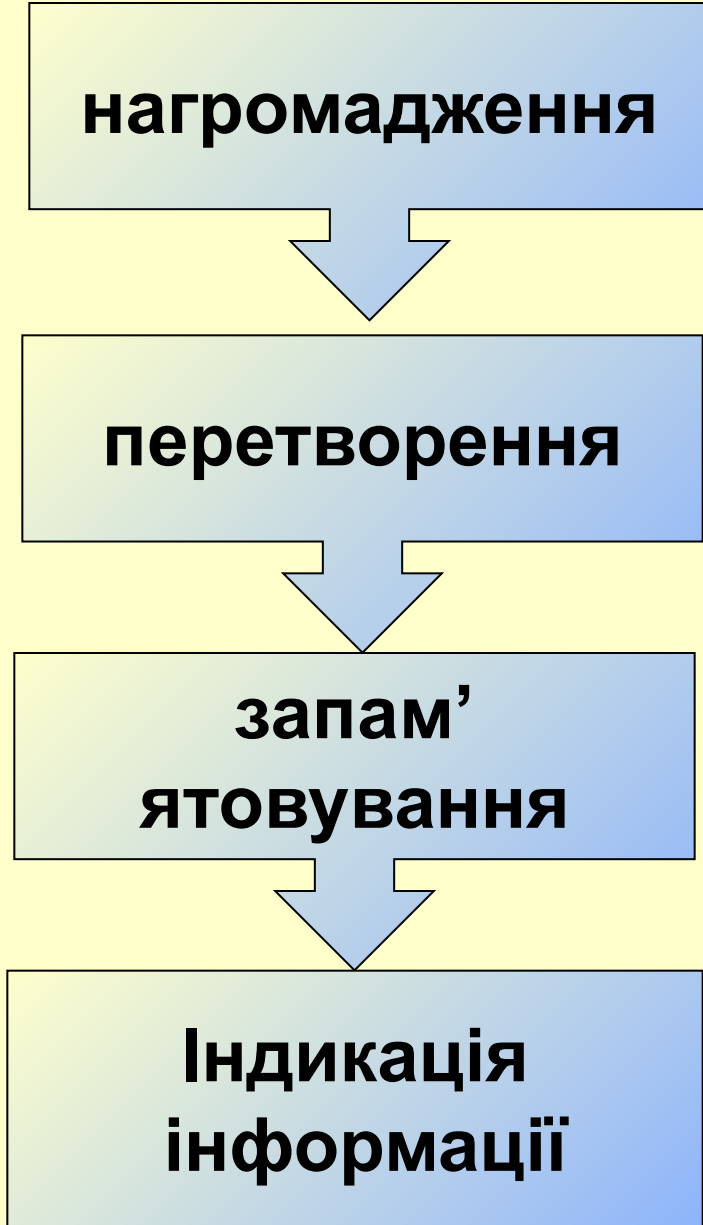 нагромадження
перетворення
запам’
ятовування
Індикація
інформації